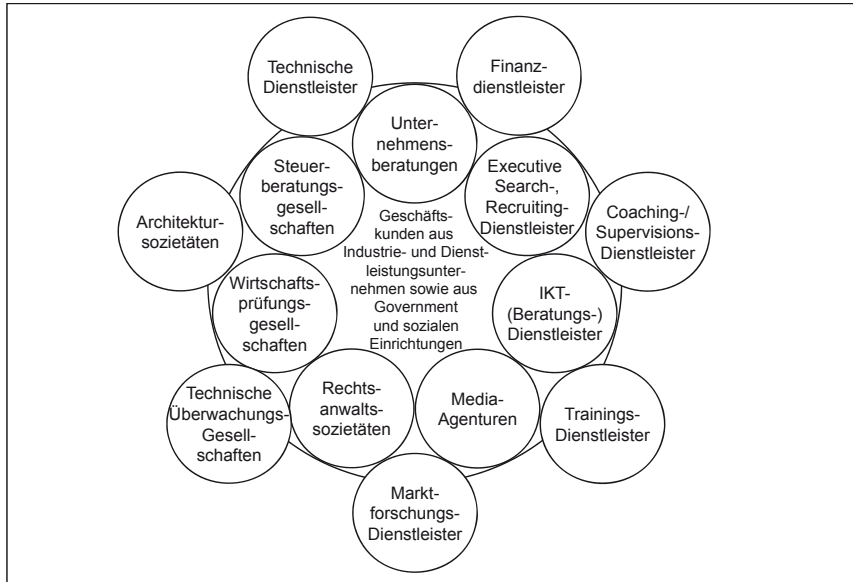 Technische
Dienstleister
Finanz-
dienstleister
Unter-
nehmens-
beratungen
Steuer-
beratungs-
gesell-
schaften
Executive
Search-,
Recruiting-
Dienstleister
Architektur-
sozietäten
Geschäfts-
kunden aus
Industrie- und Dienst-
leistungsunter-
nehmen sowie aus
Government
und sozialen
Einrichtungen
Coaching-/
Supervisions-
Dienstleister
Wirtschafts-
prüfungs-
gesell-
schaften
IKT-
(Beratungs-)
Dienstleister
Technische
Überwachungs-
Gesell-
schaften
Rechts-
anwalts-
sozietäten
Media-
Agenturen
Trainings-
Dienstleister
Markt-
forschungs-
Dienstleister